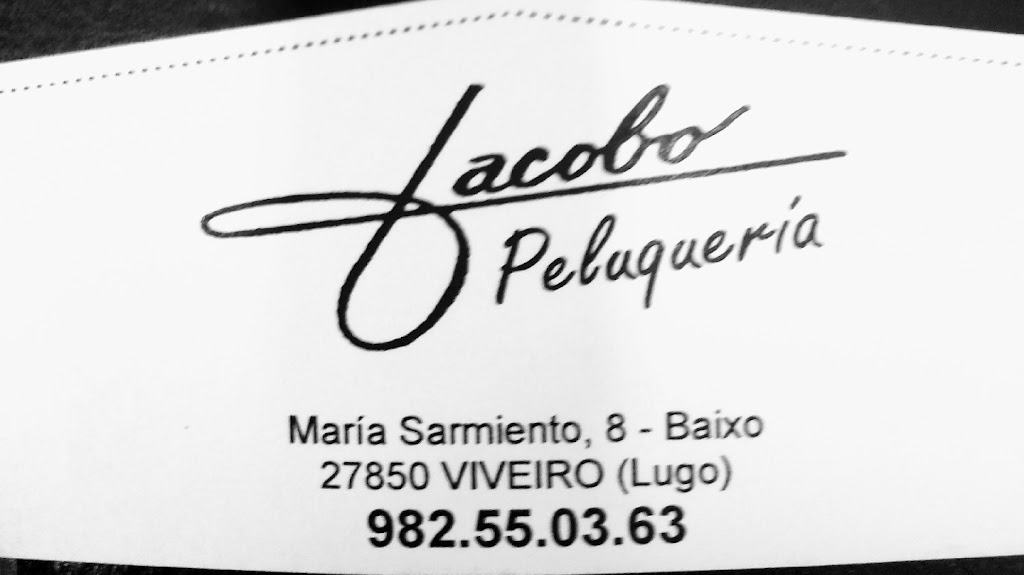 Jacobo
Peluquería
María Sarmiento, 8 - Baixo
27850 VIVEIRO (Lugo)
982.55.03.63